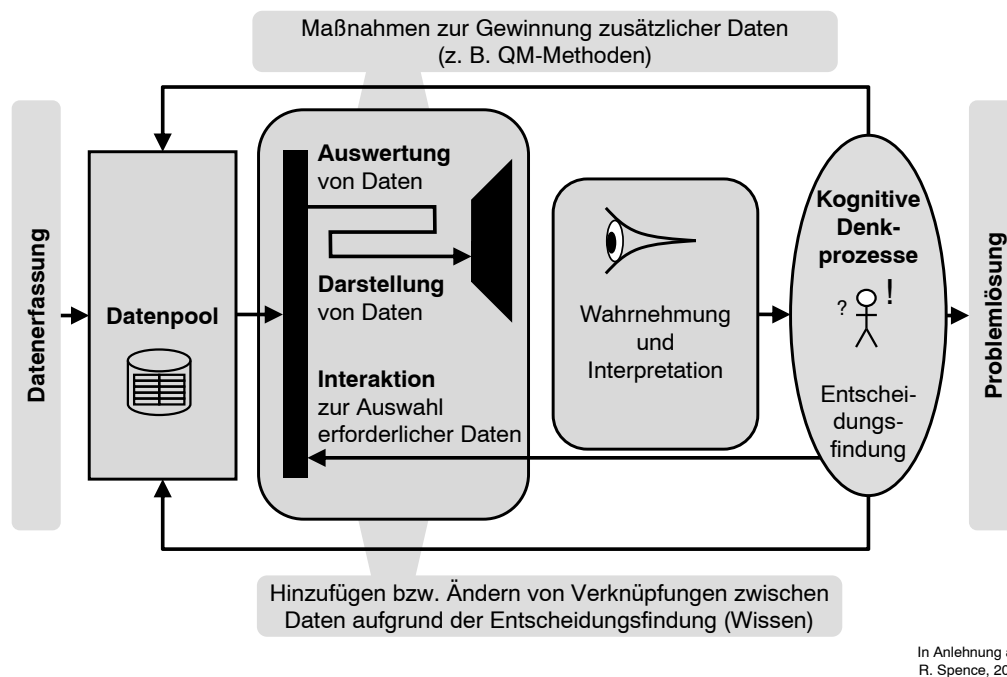 Maßnahmen zur Gewinnung zusätzlicher Daten
(z. B. QM-Methoden)
Datenerfassung
Datenpool
Auswertung
von Daten
Darstellung
von Daten
Interaktion
zur Auswahl
erforderlicher Daten
Wahrnehmung
und
Interpretation
Kognitive
Denk-
prozesse
? !
Entschei-
dungs-
findung
Problemlösung
Hinzufügen bzw. Ändern von Verknüpfungen zwischen
Daten aufgrund der Entscheidungsfindung (Wissen)
In Anlehnung
R. Spence,